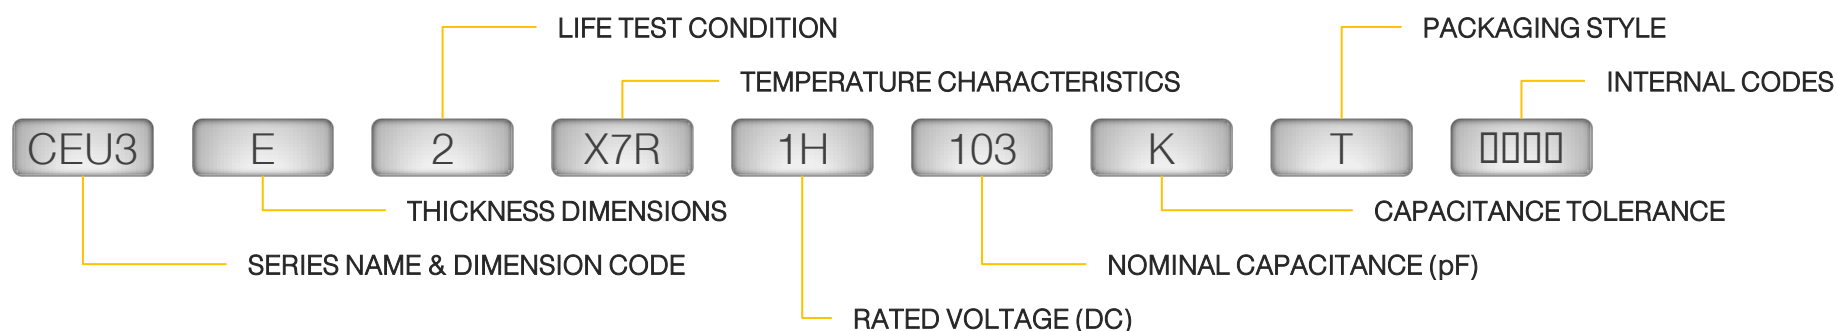 LIFE TEST CONDITION
PACKAGING STYLE
TEMPERATURE CHARACTERISTICS
INTERNAL CODES
CEU3 E 2 X7R 1H 103 K T □□□□
THICKNESS DIMENSIONS
CAPACITANCE TOLERANCE
SERIES NAME & DIMENSION CODE
NOMINAL CAPACITANCE (pF)
RATED VOLTAGE (DC)